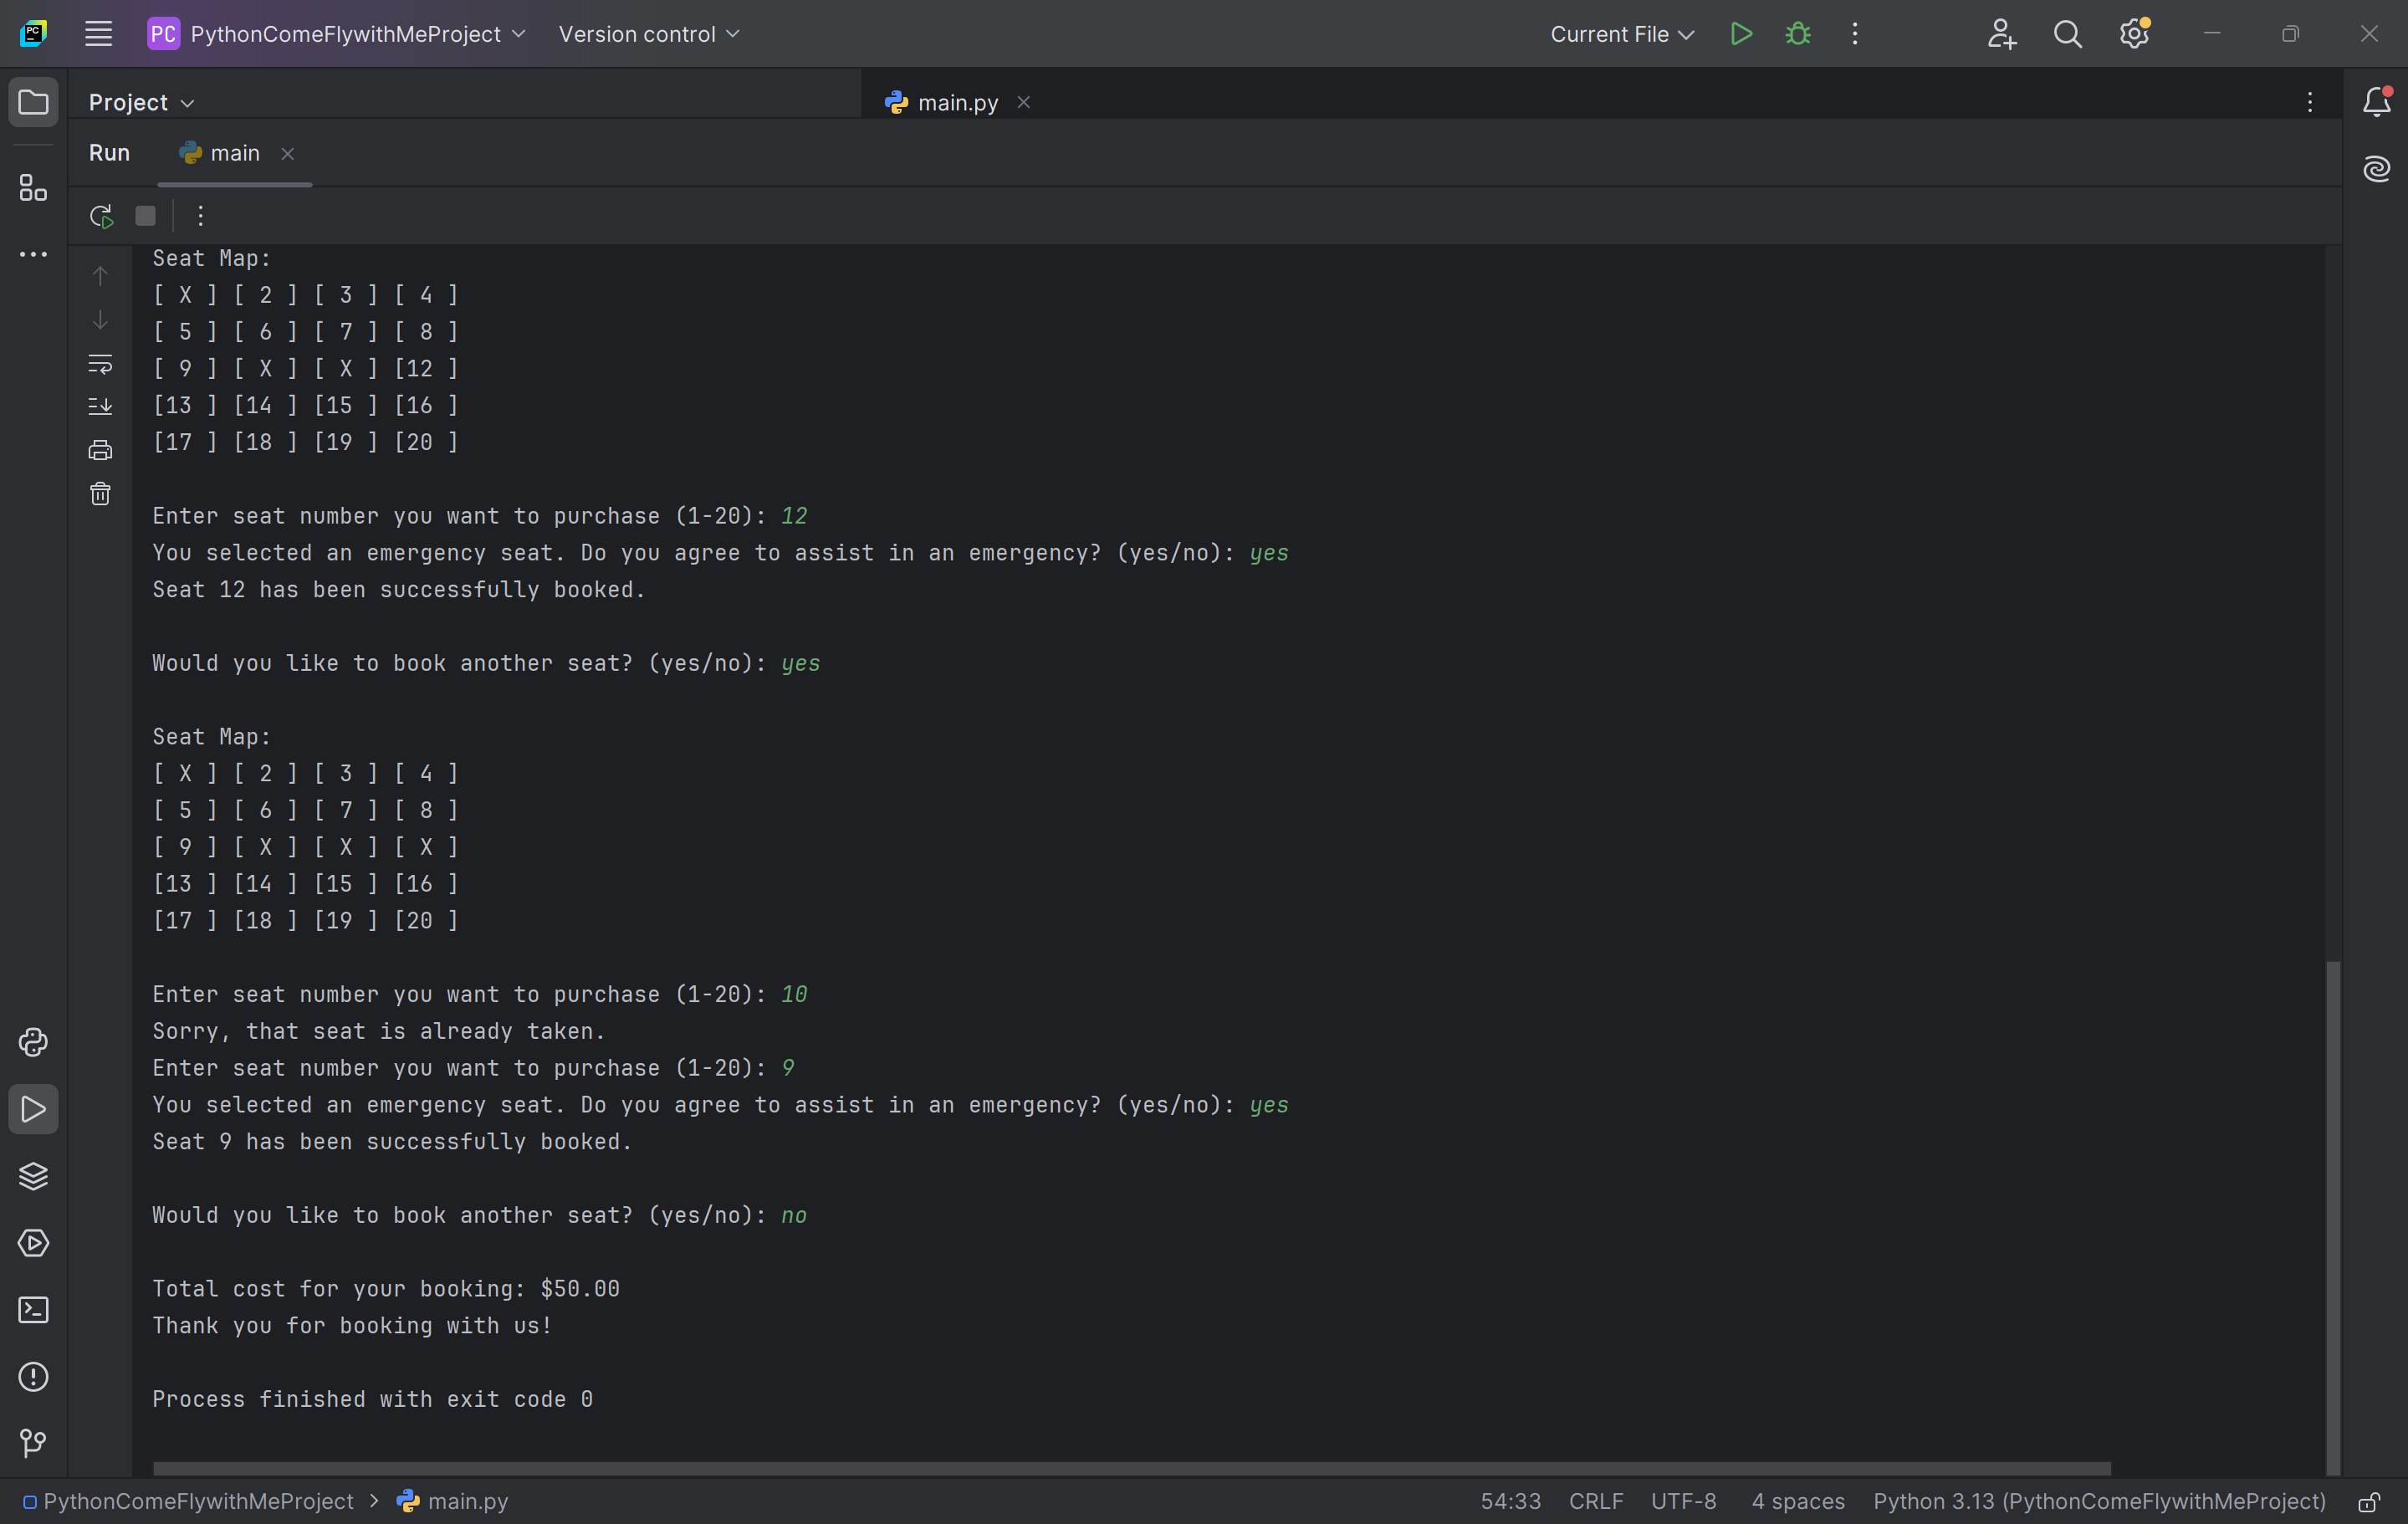 PC PythonComeFlywithMeProject Version control Current File
Project main.py
Run main
Seat Map:
[ X ] [ 2 ] [ 3 ] [ 4 ]
[ 5 ] [ 6 ] [ 7 ] [ 8 ]
[ 9 ] [ X ] [ X ] [12 ]
[13 ] [14 ] [15 ] [16 ]
[17 ] [18 ] [19 ] [20 ]
Enter seat number you want to purchase (1-20): 12
You selected an emergency seat. Do you agree to assist in an emergency? (yes/no): yes
Seat 12 has been successfully booked.
Would you like to book another seat? (yes/no): yes
Seat Map:
[ X ] [ 2 ] [ 3 ] [ 4 ]
[ 5 ] [ 6 ] [ 7 ] [ 8 ]
[ 9 ] [ X ] [ X ] [ X ]
[13 ] [14 ] [15 ] [16 ]
[17 ] [18 ] [19 ] [20 ]
Enter seat number you want to purchase (1-20): 10
Sorry, that seat is already taken.
Enter seat number you want to purchase (1-20): 9
You selected an emergency seat. Do you agree to assist in an emergency? (yes/no): yes
Seat 9 has been successfully booked.
Would you like to book another seat? (yes/no): no
Total cost for your booking: $50.00
Thank you for booking with us!
Process finished with exit code 0
PythonComeFlywithMeProject > main.py 54:33 CRLF UTF-8 4 spaces Python 3.13 (PythonComeFlywithMeProject)